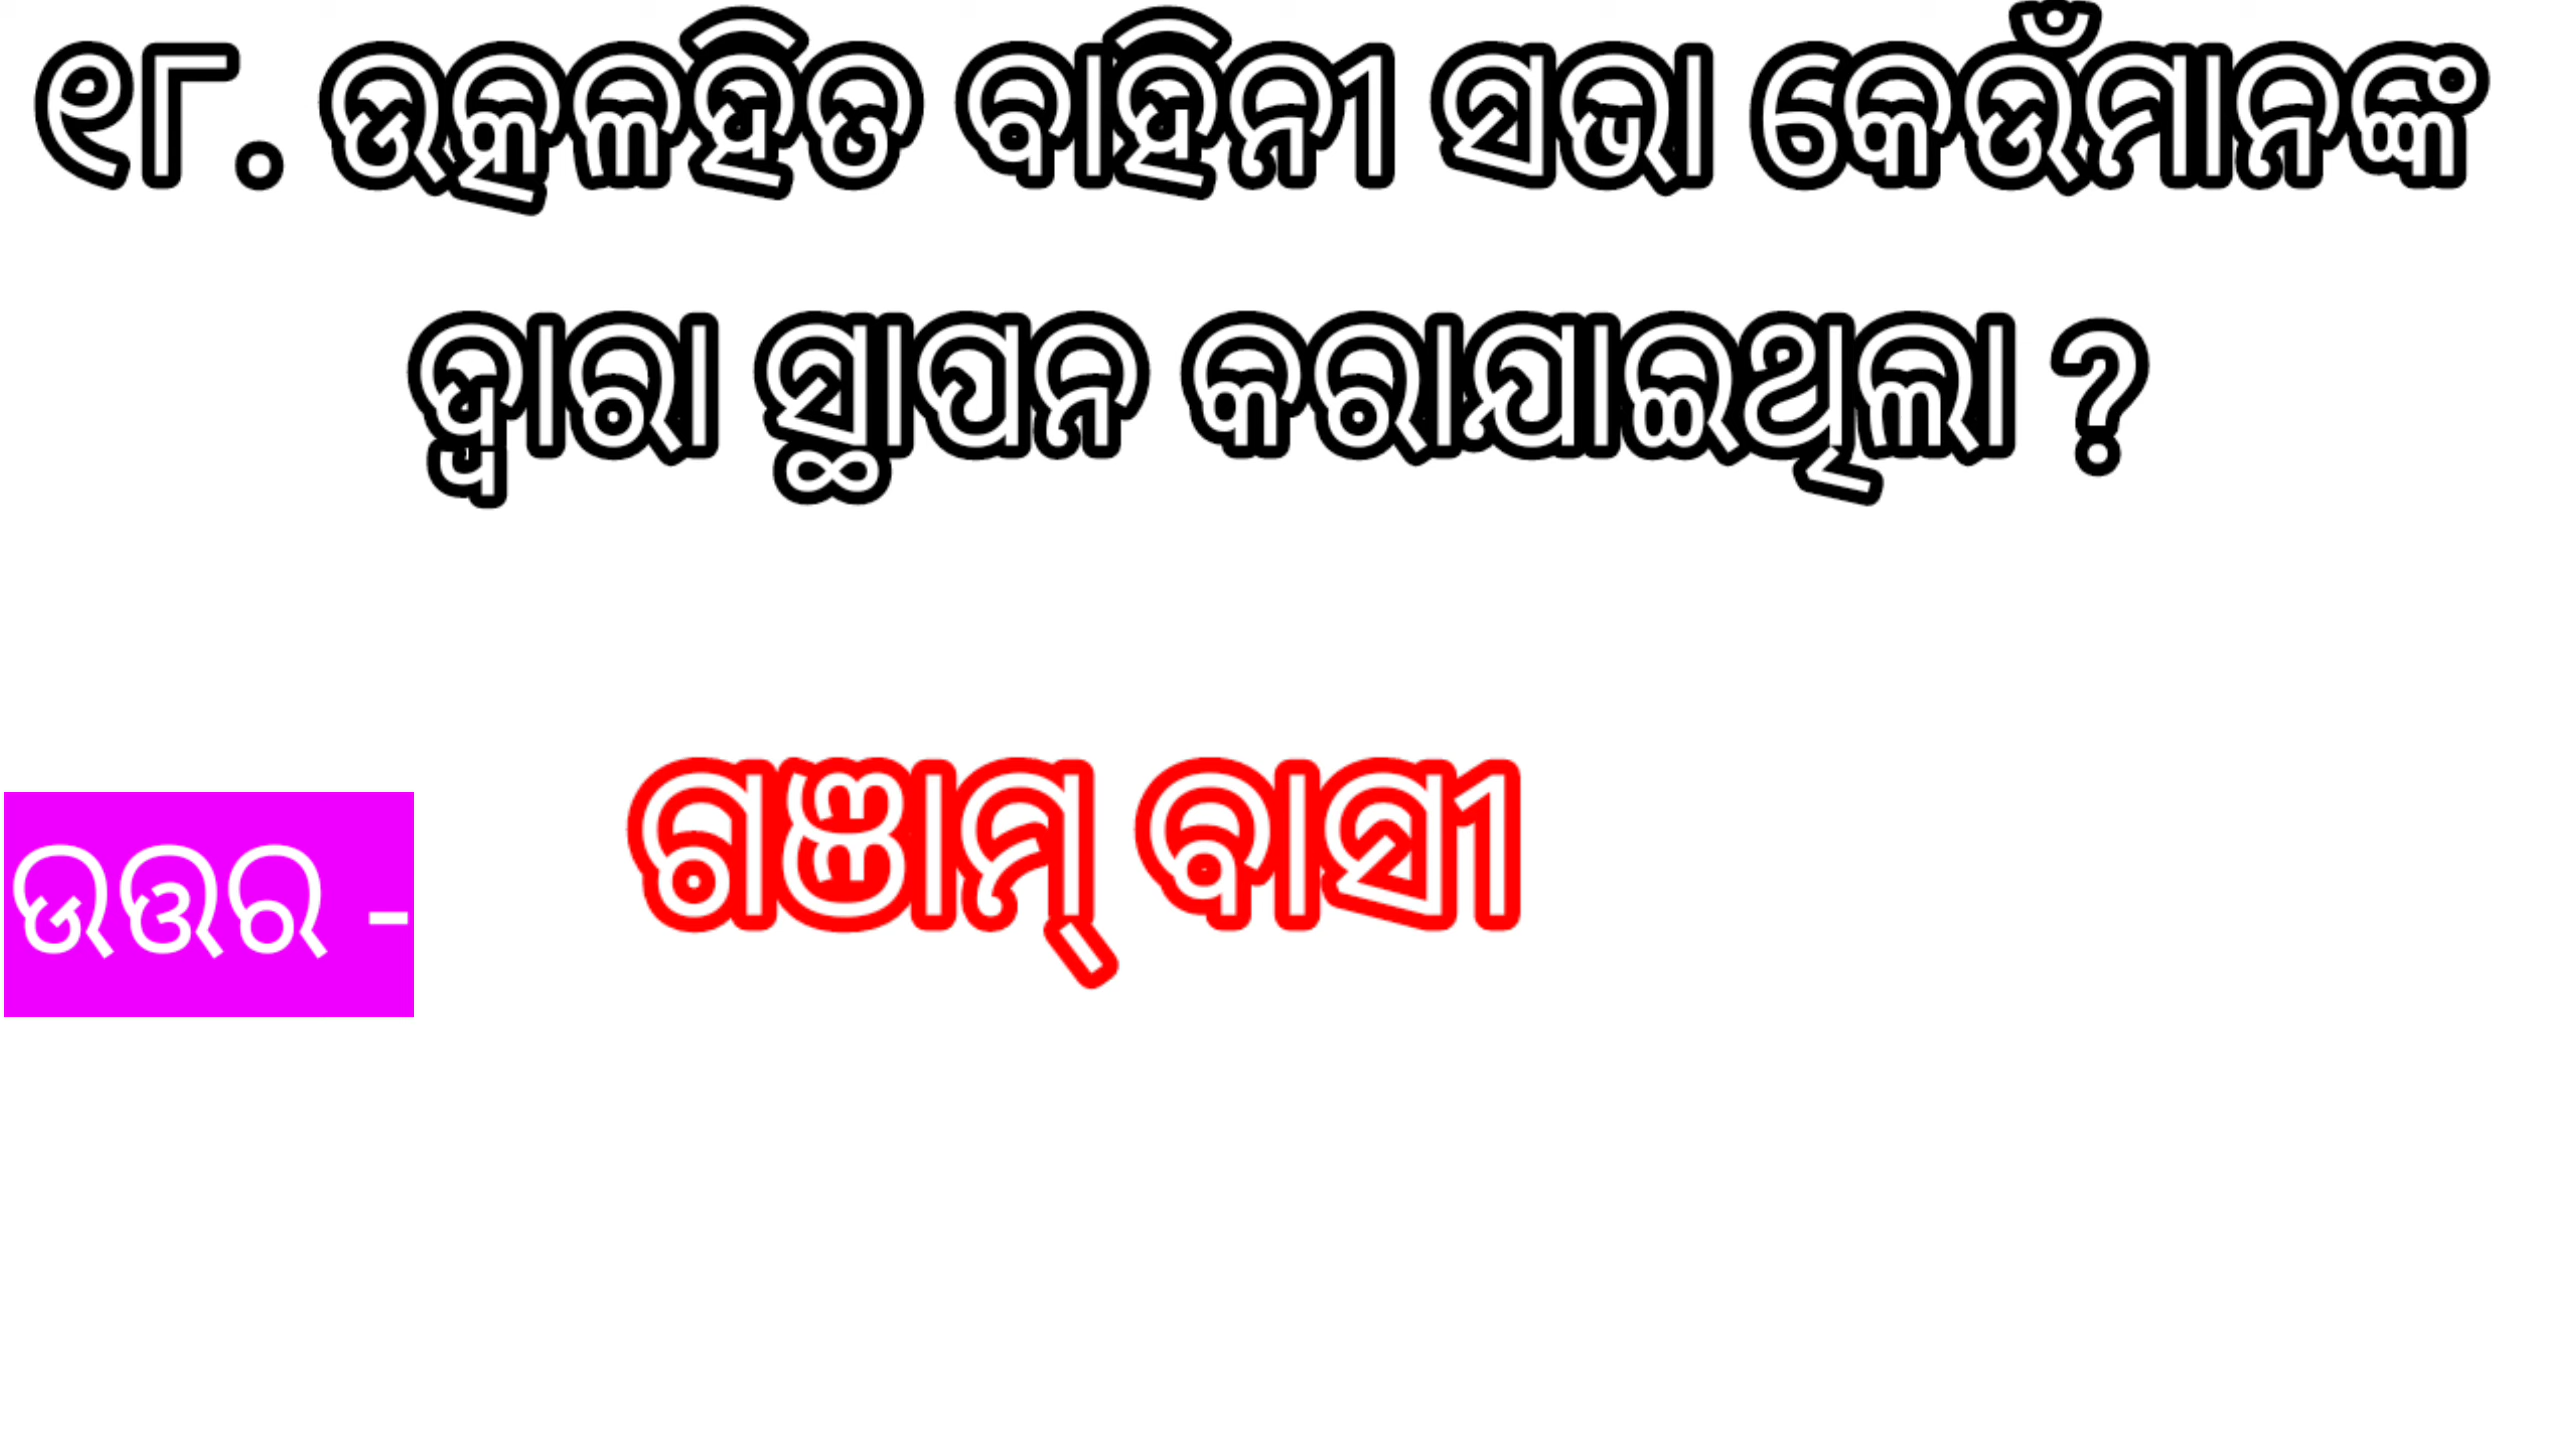 ୧୮. ଉତ୍କଳହିତ ବାହିନୀ ସଭା କେଉଁମାନଙ୍କ
ଦ୍ୱାରା ସ୍ଥାପନ କରାଯାଇଥିଲା ?
ଉତ୍ତର - ଗଞ୍ଜାମ୍ ବାସୀ